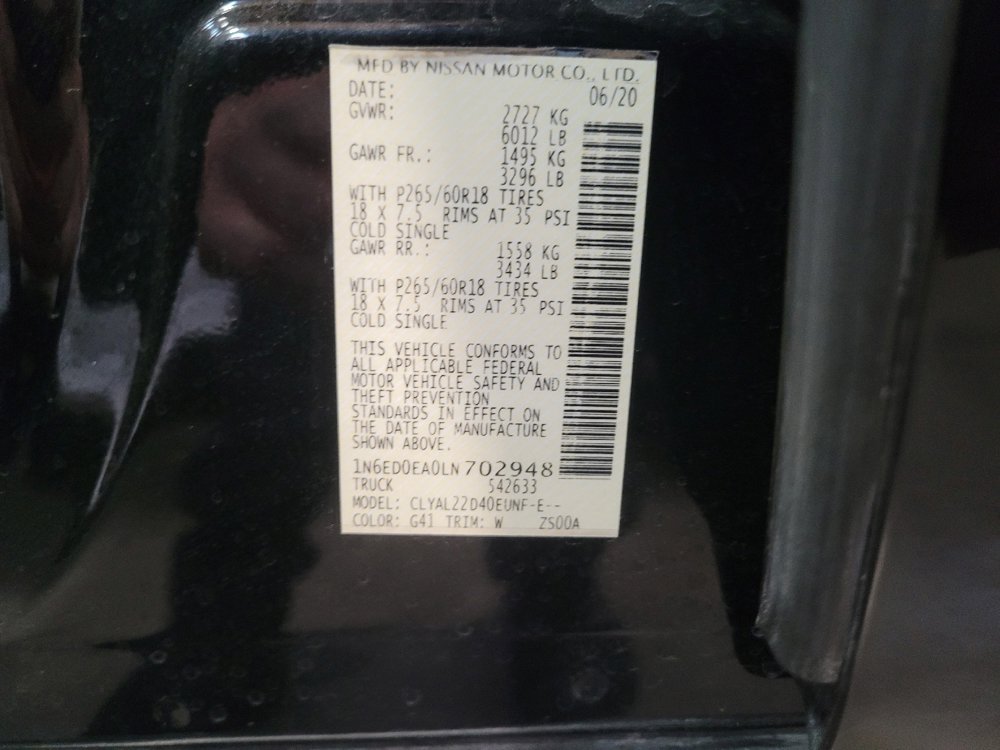 MFD BY NISSAN MOTOR CO., LTD.
DATE: 06/20
GVWR: 2727 KG
6012 LB
GAWR FR.: 1495 KG
3296 LB
WITH P265/60R18 TIRES
18 X 7.5 RIMS AT 35 PSI
COLD SINGLE
GAWR RR.: 1558 KG
3434 LB
WITH P265/60R18 TIRES
18 X 7.5 RIMS AT 35 PSI
COLD SINGLE
THIS VEHICLE CONFORMS TO
ALL APPLICABLE FEDERAL
MOTOR VEHICLE SAFETY AND
THEFT PREVENTION
STANDARDS IN EFFECT ON
THE DATE OF MANUFACTURE
SHOWN ABOVE.
1N6ED0EA0LN702948
TRUCK 542633
MODEL: CLYAL22D40EUNF-E--
COLOR: G41 TRIM: W ZS00A